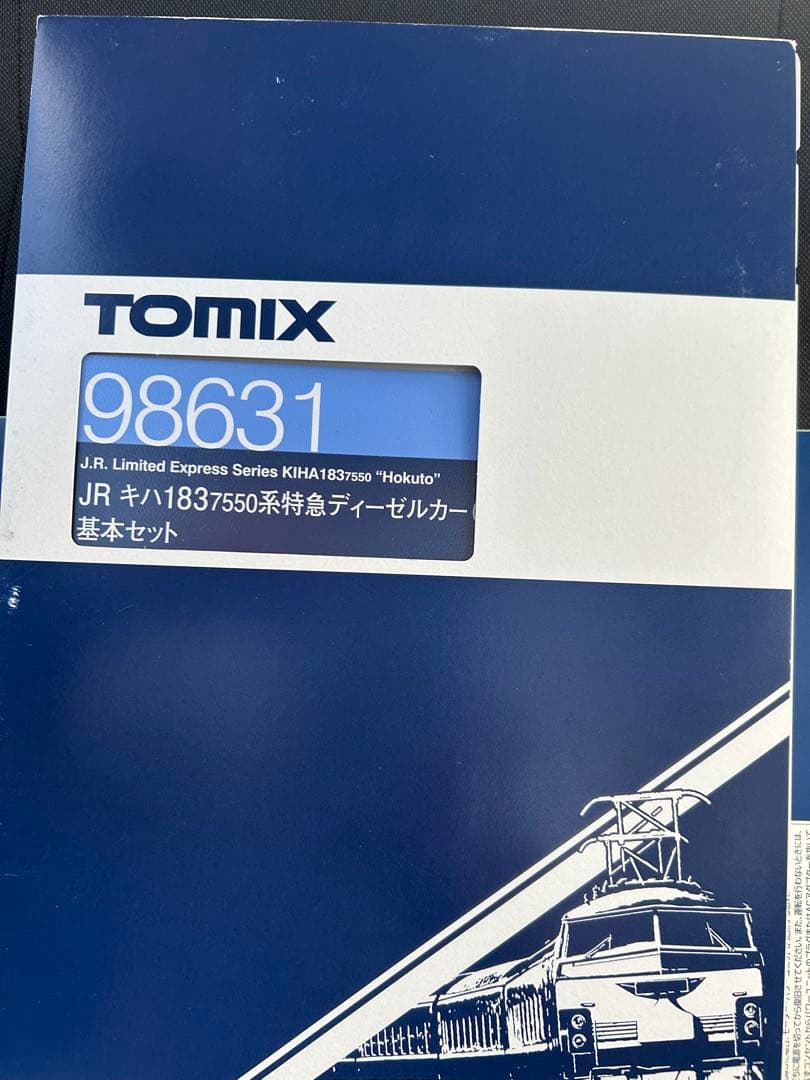 TOMIX
98631
J.R. Limited Express Series KIHA1837550 "Hokuto"
JR キハ1837550系特急ディーゼルカー
基本セット